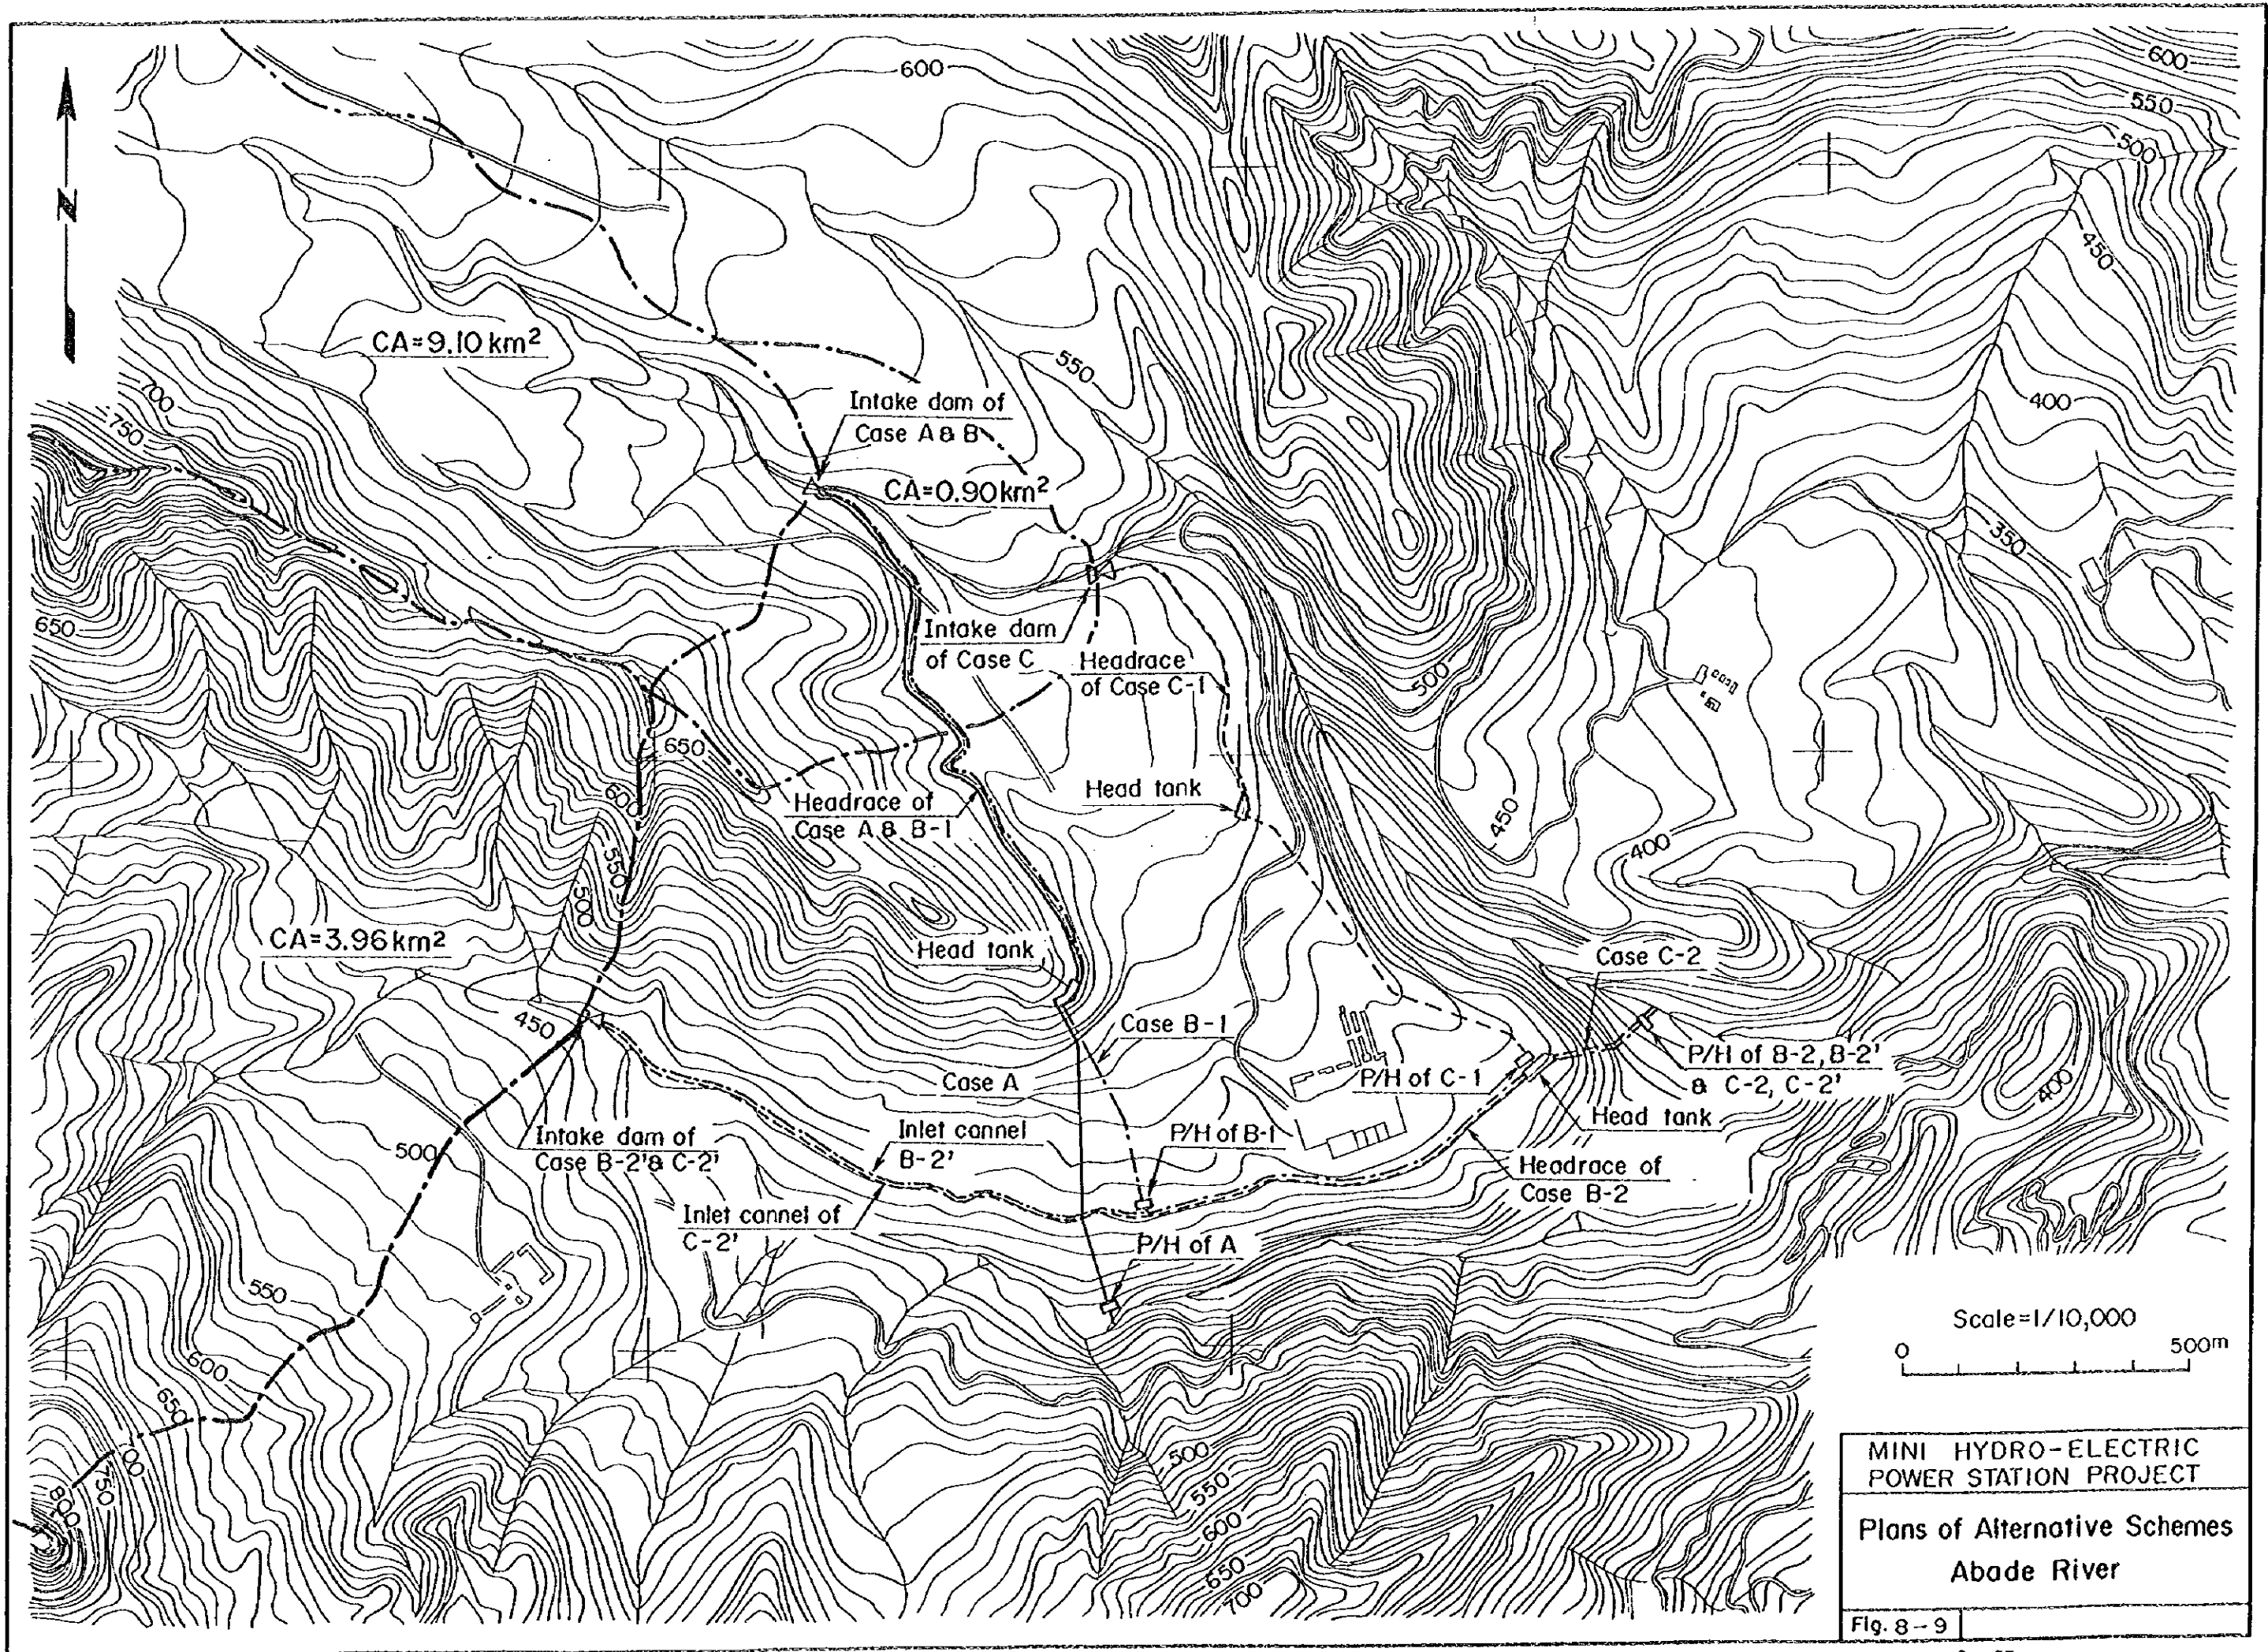 600
600
550
500
450
N
CA=9.10 km²
700
750
550
400
Intake dam of
Case A & B
CA=0.90 km²
350
650
Intake dam
of Case C
Headrace
of Case C-1
500
650
600
Headrace of
Case A & B-1
Head tank
450
400
550
500
CA=3.96 km²
Head tank
Case C-2
450
Case B-1
P/H of B-2, B-2'
& C-2, C-2'
400
Case A
P/H of C-1
Head tank
500
Intake dam of
Case B-2'& C-2'
Inlet cannel
B-2'
P/H of B-1
Headrace of
Case B-2
Inlet cannel of
C-2'
P/H of A
550
600
650
700
750
800
500
550
600
650
700
Scale=1/10,000
0 500m
MINI HYDRO-ELECTRIC
POWER STATION PROJECT
Plans of Alternative Schemes
Abade River
Fig. 8-9